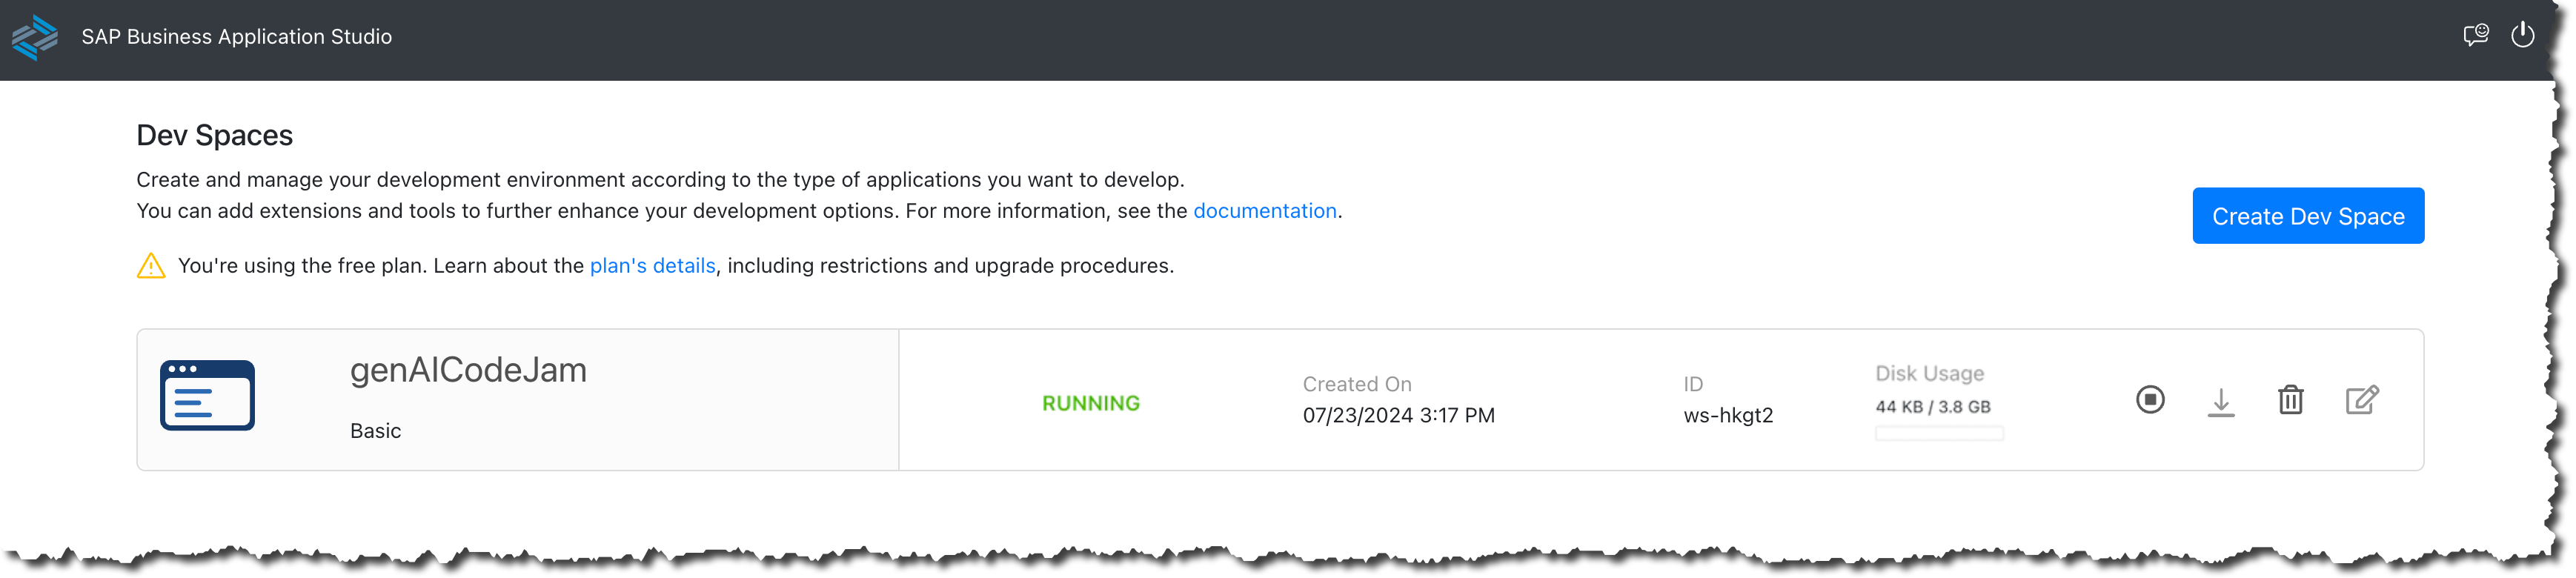 SAP Business Application Studio
Dev Spaces
Create and manage your development environment according to the type of applications you want to develop.
You can add extensions and tools to further enhance your development options. For more information, see the documentation.
Create Dev Space
You're using the free plan. Learn about the plan's details, including restrictions and upgrade procedures.
genAICodeJam
Basic
RUNNING
Created On
07/23/2024 3:17 PM
ID
ws-hkgt2
Disk Usage
44 KB / 3.8 GB